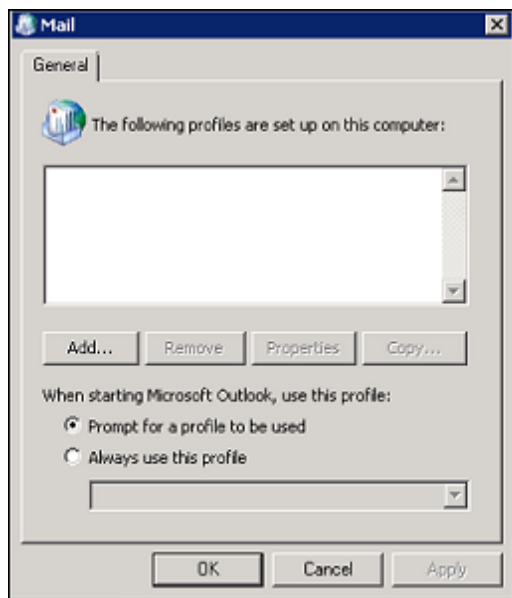 Mail
General
The following profiles are set up on this computer:
Add...
Remove
Properties
Copy...
When starting Microsoft Outlook, use this profile:
Prompt for a profile to be used
Always use this profile
OK
Cancel
Apply